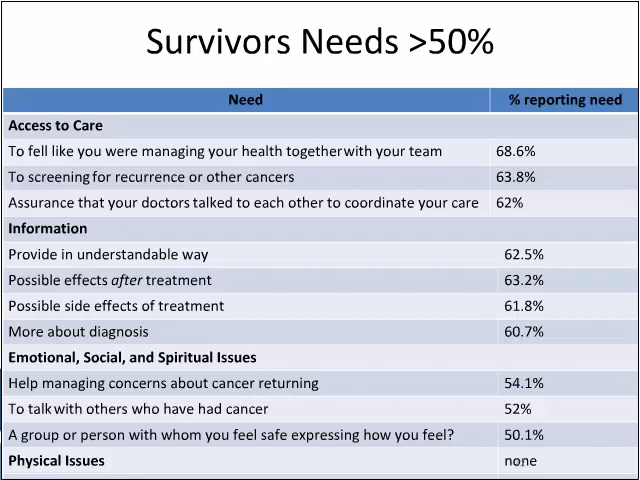 Survivors Needs >50%
Need % reporting need
Access to Care
To fell like you were managing your health together with your team 68.6%
To screening for recurrence or other cancers 63.8%
Assurance that your doctors talked to each other to coordinate your care 62%
Information
Provide in understandable way 62.5%
Possible effects after treatment 63.2%
Possible side effects of treatment 61.8%
More about diagnosis 60.7%
Emotional, Social, and Spiritual Issues
Help managing concerns about cancer returning 54.1%
To talk with others who have had cancer 52%
A group or person with whom you feel safe expressing how you feel? 50.1%
Physical Issues none